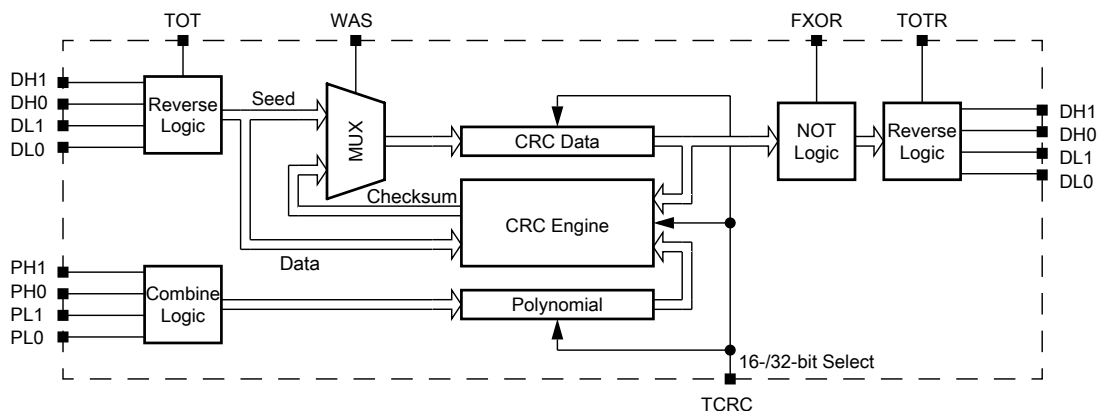 TOT
WAS
FXOR
TOTR
DH1
DH0
DL1
DL0
Reverse
Logic
Seed
MUX
CRC Data
NOT
Logic
Reverse
Logic
DH1
DH0
DL1
DL0
Checksum
CRC Engine
Data
PH1
PH0
PL1
PL0
Combine
Logic
Polynomial
16-/32-bit Select
TCRC